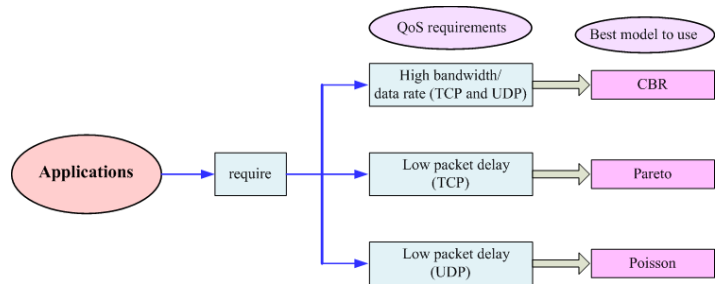 QoS requirements
Best model to use
High bandwidth/
data rate (TCP and UDP)
CBR
Applications
require
Low packet delay
(TCP)
Pareto
Low packet delay
(UDP)
Poisson